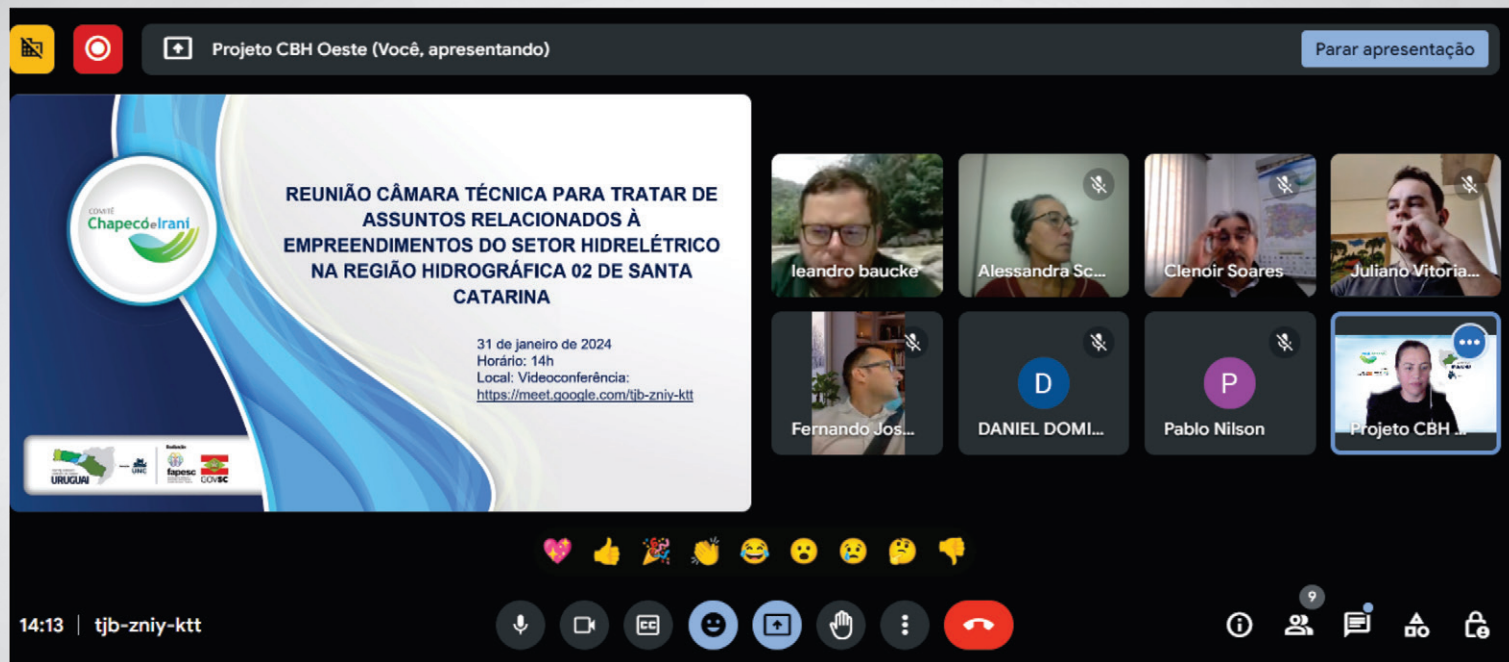 Projeto CBH Oeste (Você, apresentando)
Parar apresentação
COMITÊ
ChapecóeIrani
REUNIÃO CÂMARA TÉCNICA PARA TRATAR DE
ASSUNTOS RELACIONADOS À
EMPREENDIMENTOS DO SETOR HIDRELÉTRICO
NA REGIÃO HIDROGRÁFICA 02 DE SANTA
CATARINA
31 de janeiro de 2024
Horário: 14h
Local: Videoconferência:
https://meet.google.com/tjb-zniv-ktt
URUGUAI
UNC
fapesc
GOVSC
leandro baucke
Alessandra Sc...
Clenoir Soares
Juliano Vitoria...
Fernando Jos...
D
DANIEL DOMI...
P
Pablo Nilson
Projeto CBH ...
14:13 | tjb-zniy-ktt
CC
9